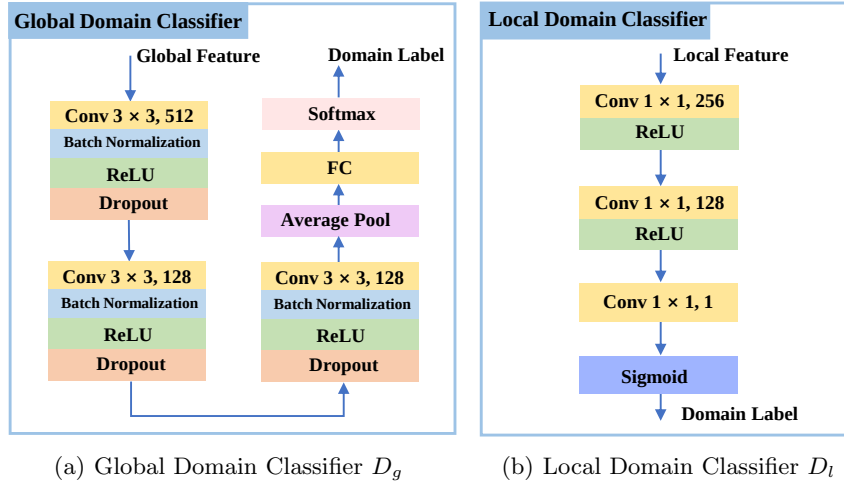 Global Domain Classifier
Global Feature
Conv 3 × 3, 512
Batch Normalization
ReLU
Dropout
Conv 3 × 3, 128
Batch Normalization
ReLU
Dropout
Conv 3 × 3, 128
Batch Normalization
ReLU
Dropout
Average Pool
FC
Softmax
Domain Label
(a) Global Domain Classifier D_g
Local Domain Classifier
Local Feature
Conv 1 × 1, 256
ReLU
Conv 1 × 1, 128
ReLU
Conv 1 × 1, 1
Sigmoid
Domain Label
(b) Local Domain Classifier D_l